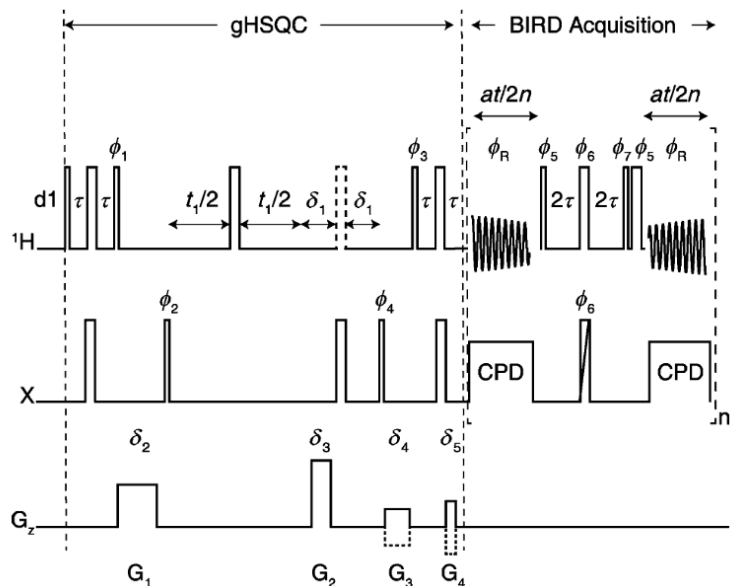 gHSQC BIRD Acquisition
at/2n at/2n
ϕ1 ϕ3 ϕR ϕ5 ϕ6 ϕ7 ϕ5 ϕR
d1 τ τ t1/2 t1/2 δ1 δ1 τ τ 2τ 2τ
¹H
ϕ2 ϕ4 ϕ6
CPD CPD
X
n
δ2 δ3 δ4 δ5
Gz
G1 G2 G3 G4